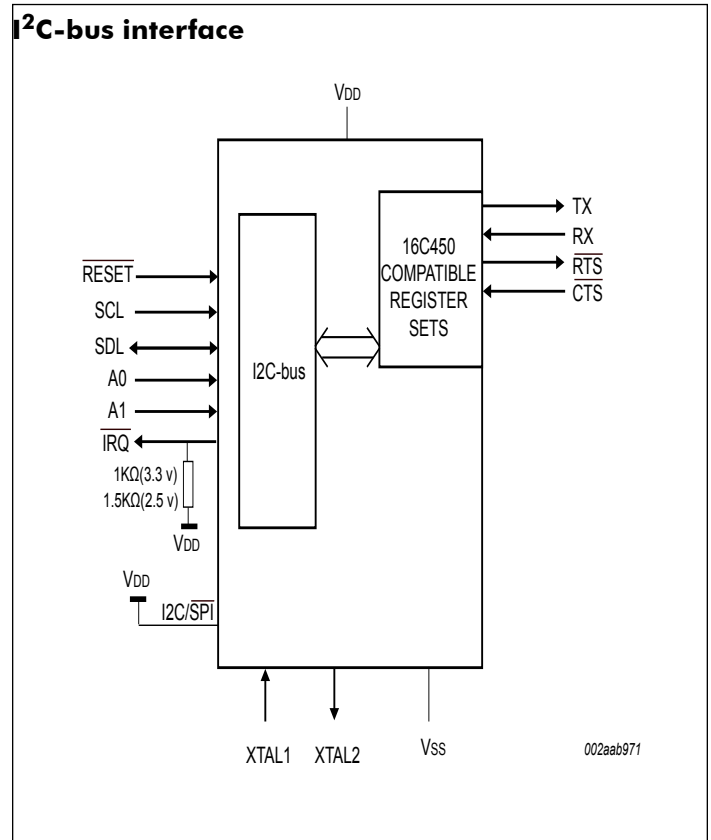 I²C-bus interface
VDD
RESET
SCL
SDL
A0
A1
IRQ
1KΩ(3.3 v)
1.5KΩ(2.5 v)
VDD
VDD
I2C/SPI
I2C-bus
16C450
COMPATIBLE
REGISTER
SETS
TX
RX
RTS
CTS
XTAL1
XTAL2
VSS
002aab971